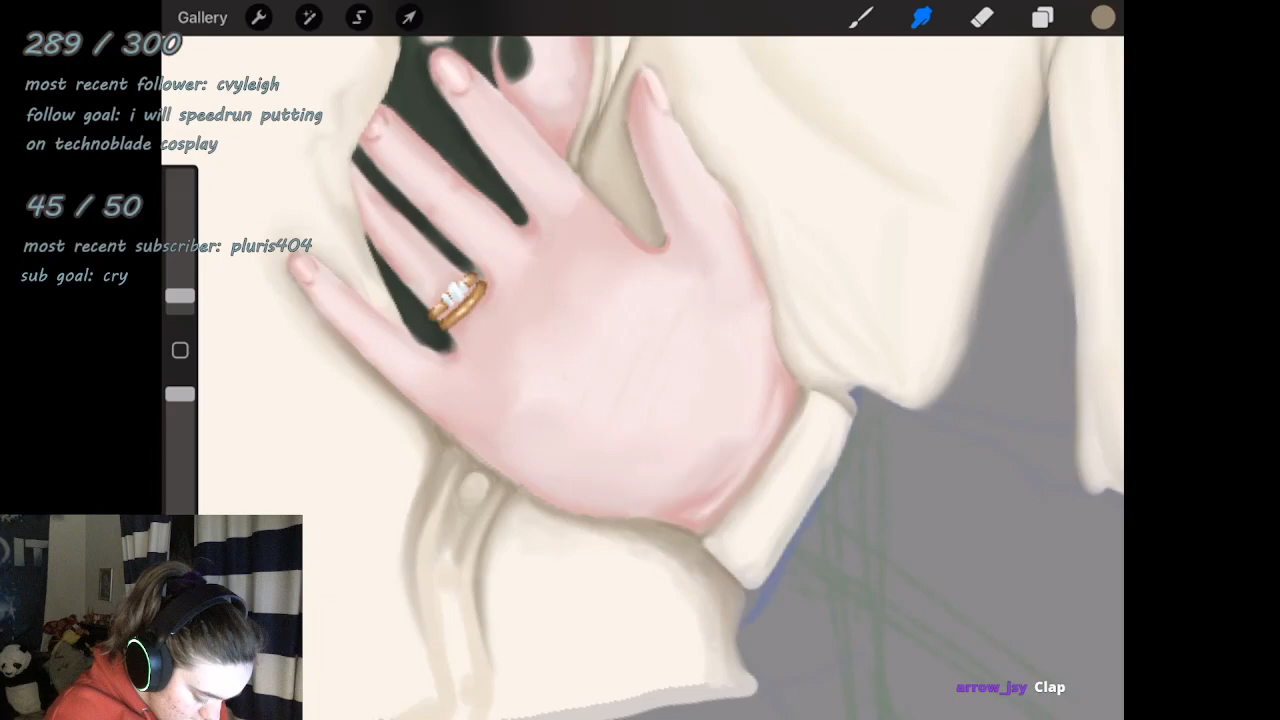 Gallery
289 / 300
most recent follower: cvyleigh
follow goal: i will speedrun putting
on technoblade cosplay
45 / 50
most recent subscriber: pluris404
sub goal: cry
arrow_jsy Clap